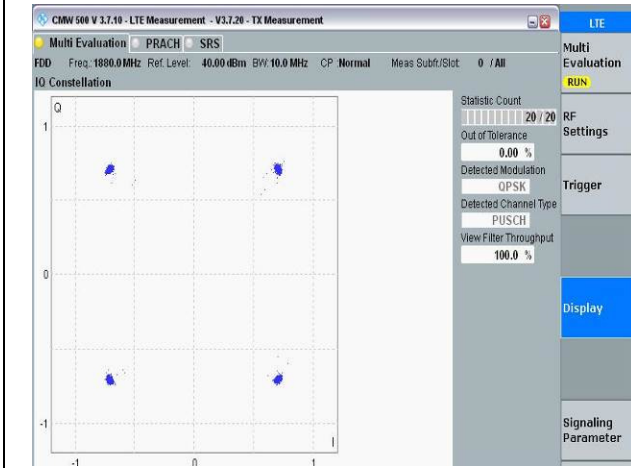 CMW 500 V 3.7.10 - LTE Measurement - V3.7.20 - TX Measurement
LTE
Multi Evaluation PRACH SRS
FDD Freq.:1880.0 MHz Ref. Level: 40.00 dBm BW:10.0 MHz CP :Normal Meas Subfr./Slot: 0 / All
IQ Constellation
Q
1
0
-1
-1 0 1
I
Statistic Count
20 / 20
Out of Tolerance
0.00 %
Detected Modulation
QPSK
Detected Channel Type
PUSCH
View Filter Throughput
100.0 %
Multi
Evaluation
RUN
RF
Settings
Trigger
Display
Signaling
Parameter